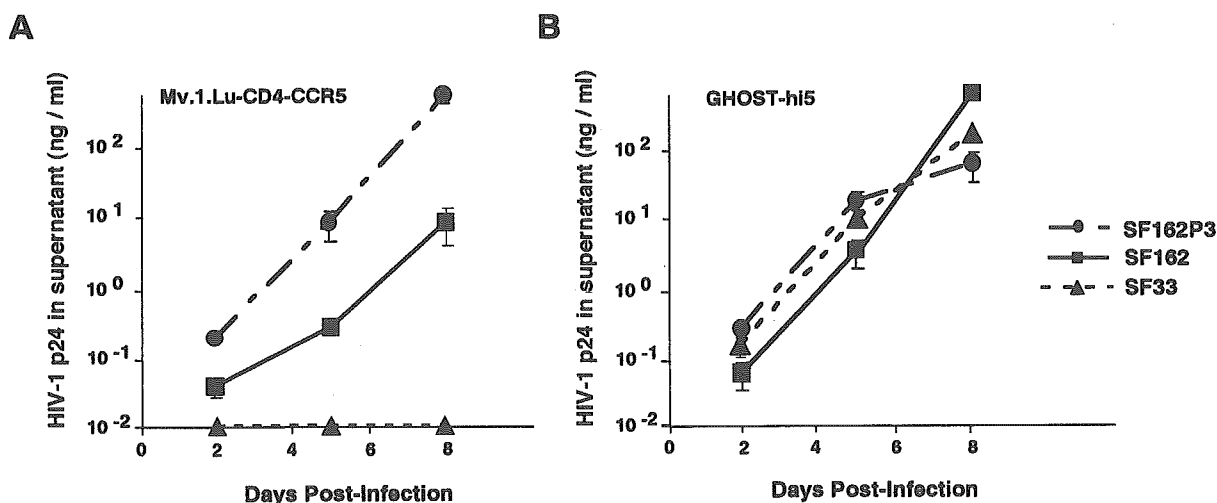 A
HIV-1 p24 in supernatant (ng / ml)
Mv.1.Lu-CD4-CCR5
10^2
10^1
10^0
10^-1
10^-2
0 2 4 6 8
Days Post-Infection
B
HIV-1 p24 in supernatant (ng / ml)
GHOST-hi5
10^2
10^1
10^0
10^-1
10^-2
0 2 4 6 8
Days Post-Infection
SF162P3
SF162
SF33